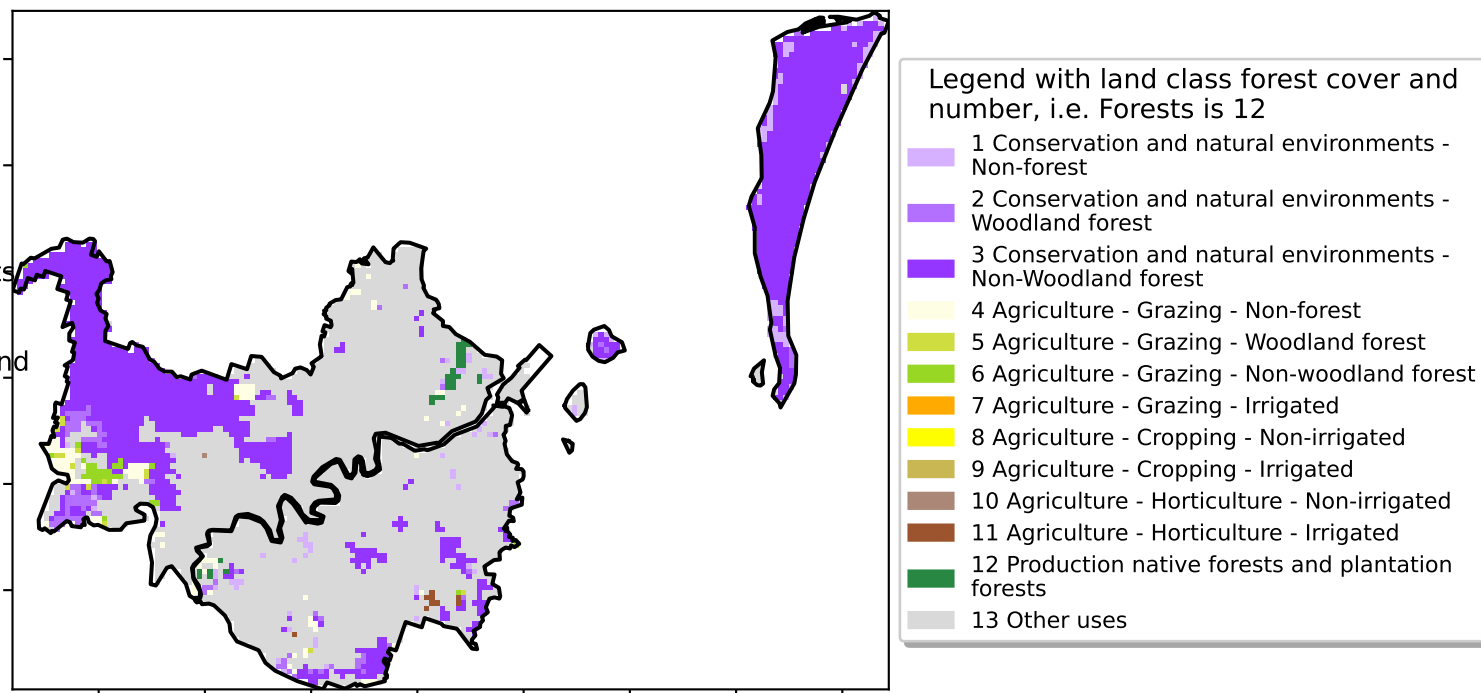 Legend with land class forest cover and
number, i.e. Forests is 12
1 Conservation and natural environments -
Non-forest
2 Conservation and natural environments -
Woodland forest
3 Conservation and natural environments -
Non-Woodland forest
4 Agriculture - Grazing - Non-forest
5 Agriculture - Grazing - Woodland forest
6 Agriculture - Grazing - Non-woodland forest
7 Agriculture - Grazing - Irrigated
8 Agriculture - Cropping - Non-irrigated
9 Agriculture - Cropping - Irrigated
10 Agriculture - Horticulture - Non-irrigated
11 Agriculture - Horticulture - Irrigated
12 Production native forests and plantation
forests
13 Other uses